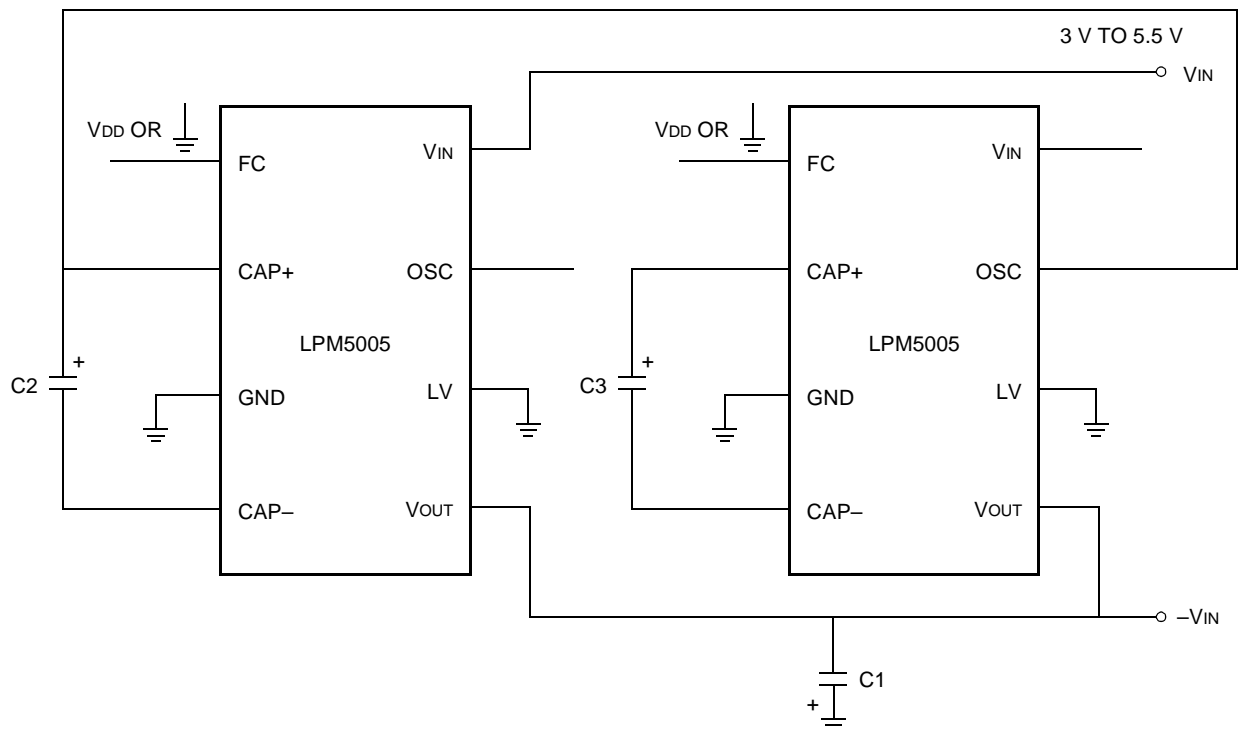 3 V TO 5.5 V
VIN
VDD OR
FC
VIN
CAP+
OSC
LPM5005
GND
LV
CAP–
VOUT
C2
+
VDD OR
FC
VIN
CAP+
OSC
LPM5005
GND
LV
CAP–
VOUT
C3
+
–VIN
C1
+